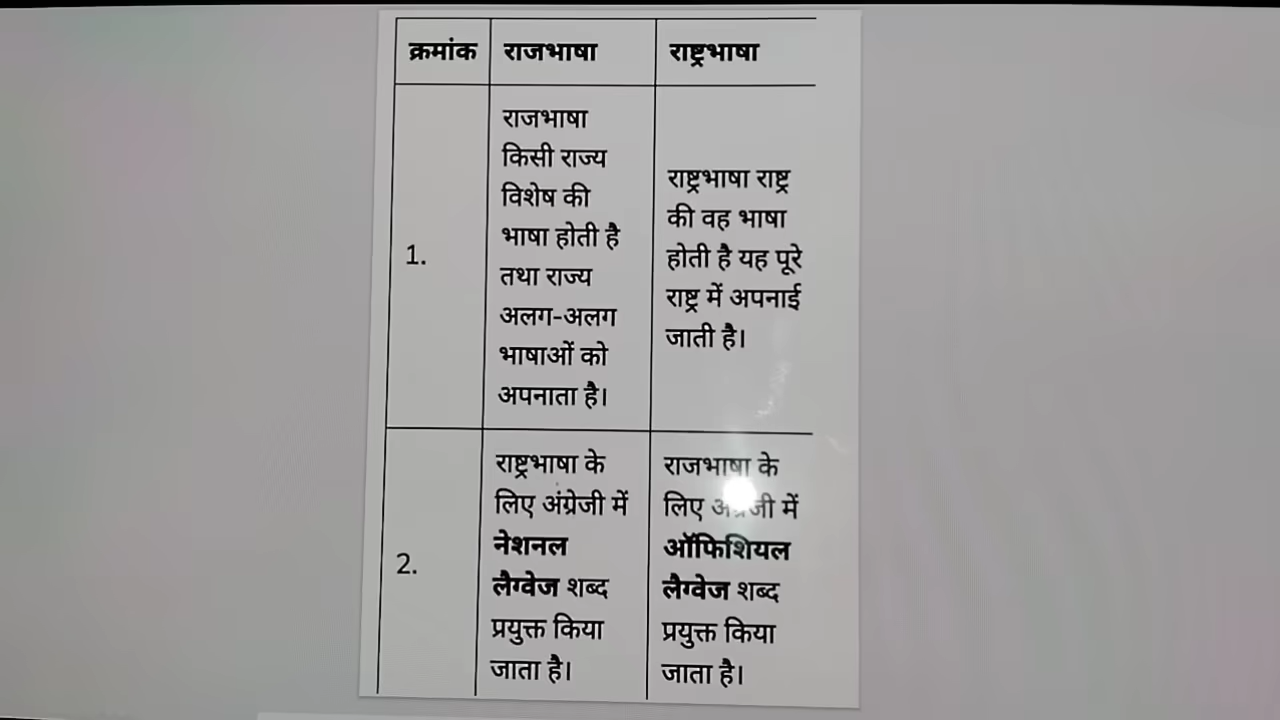 क्रमांक राजभाषा राष्ट्रभाषा
1.
राजभाषा
किसी राज्य
विशेष की
भाषा होती है
तथा राज्य
अलग-अलग
भाषाओं को
अपनाता है।
राष्ट्रभाषा राष्ट्र
की वह भाषा
होती है यह पूरे
राष्ट्र में अपनाई
जाती है।
2.
राष्ट्रभाषा के
लिए अंग्रेजी में
नेशनल
लैग्वेज शब्द
प्रयुक्त किया
जाता है।
राजभाषा के
लिए अंग्रेजी में
ऑफिशियल
लैग्वेज शब्द
प्रयुक्त किया
जाता है।